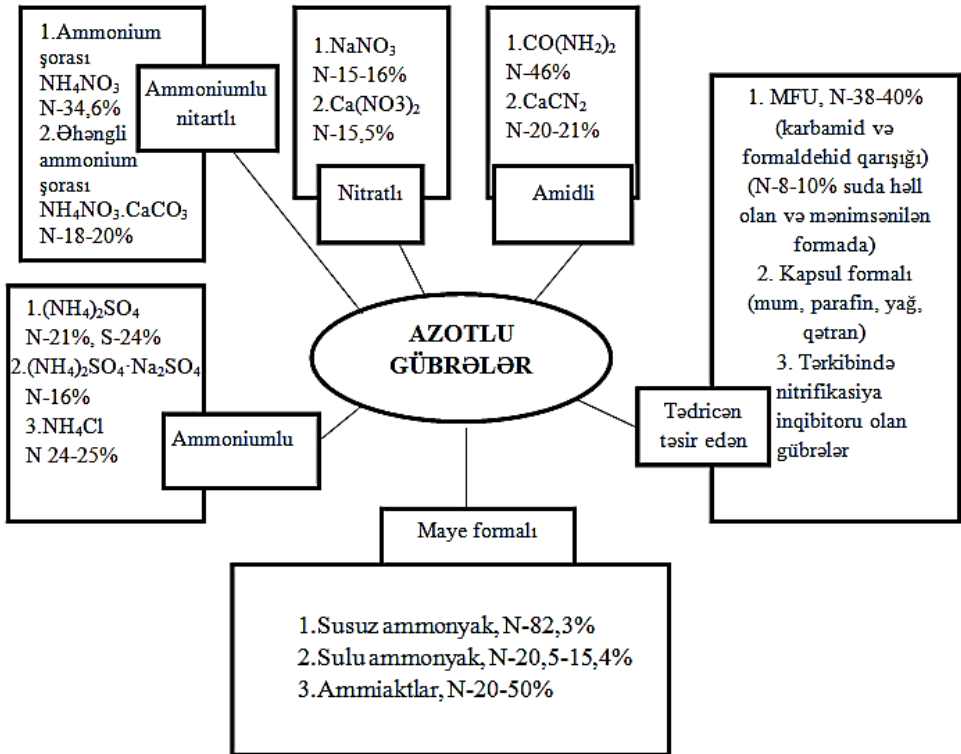 1.Ammonium
şorası
NH₄NO₃
N-34,6%
2.Əhəngli
ammonium
şorası
NH₄NO₃.CaCO₃
N-18-20%
Ammoniumlu
nitartlı
1.NaNO₃
N-15-16%
2.Ca(NO3)₂
N-15,5%
Nitratlı
1.CO(NH₂)₂
N-46%
2.CaCN₂
N-20-21%
Amidli
1. MFU, N-38-40%
(karbamid və
formaldehid qarışığı)
(N-8-10% suda həll
olan və mənimsənilən
formada)
2. Kapsul formalı
(mum, parafin, yağ,
qətran)
3. Tərkibində
nitrifikasiya
inqibitoru olan
gübrələr
Tədricən
təsir edən
AZOTLU
GÜBRƏLƏR
1.(NH₄)₂SO₄
N-21%, S-24%
2.(NH₄)₂SO₄·Na₂SO₄
N-16%
3.NH₄Cl
N 24-25%
Ammoniumlu
Maye formalı
1.Susuz ammonyak, N-82,3%
2.Sulu ammonyak, N-20,5-15,4%
3.Ammiaktlar, N-20-50%